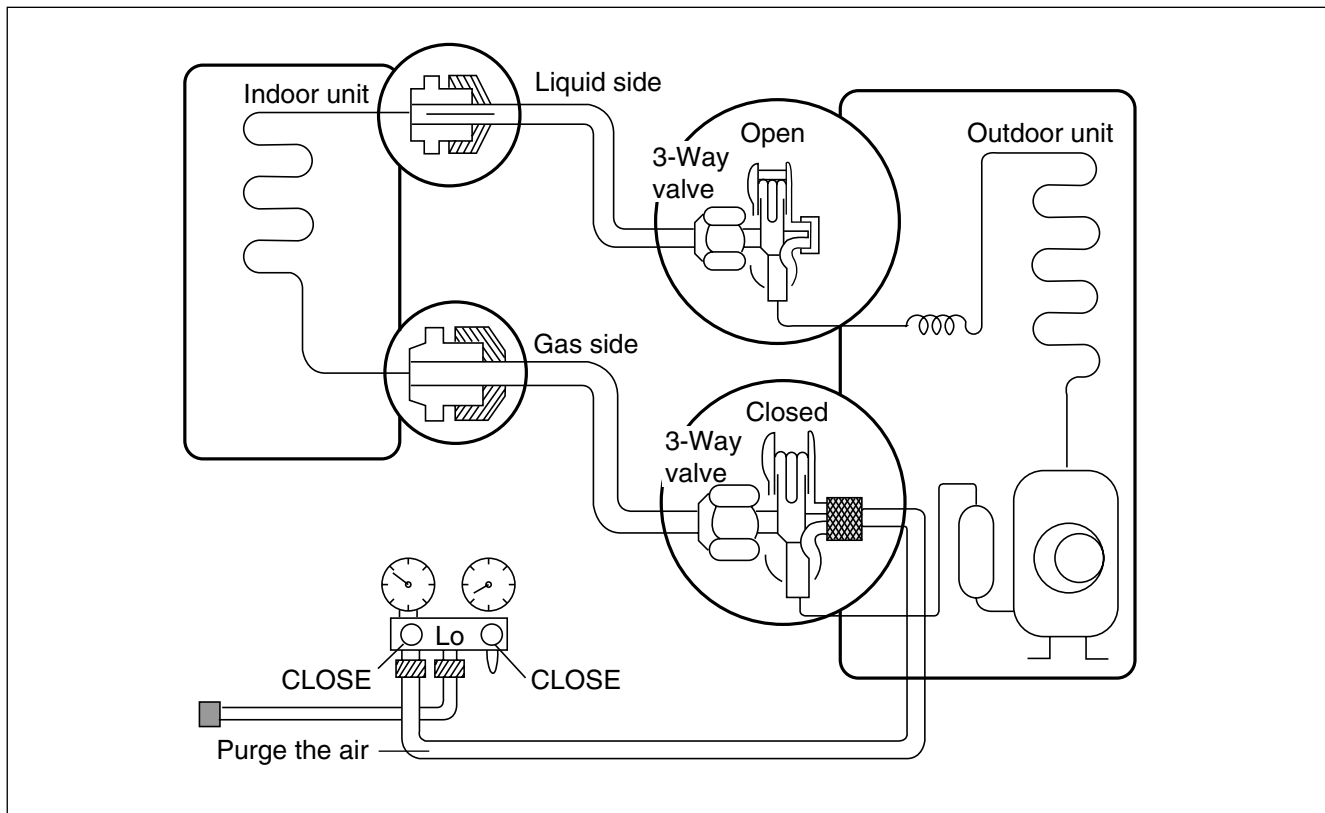 Indoor unit
Liquid side
Open
3-Way
valve
Outdoor unit
Gas side
Closed
3-Way
valve
Lo
CLOSE
CLOSE
Purge the air